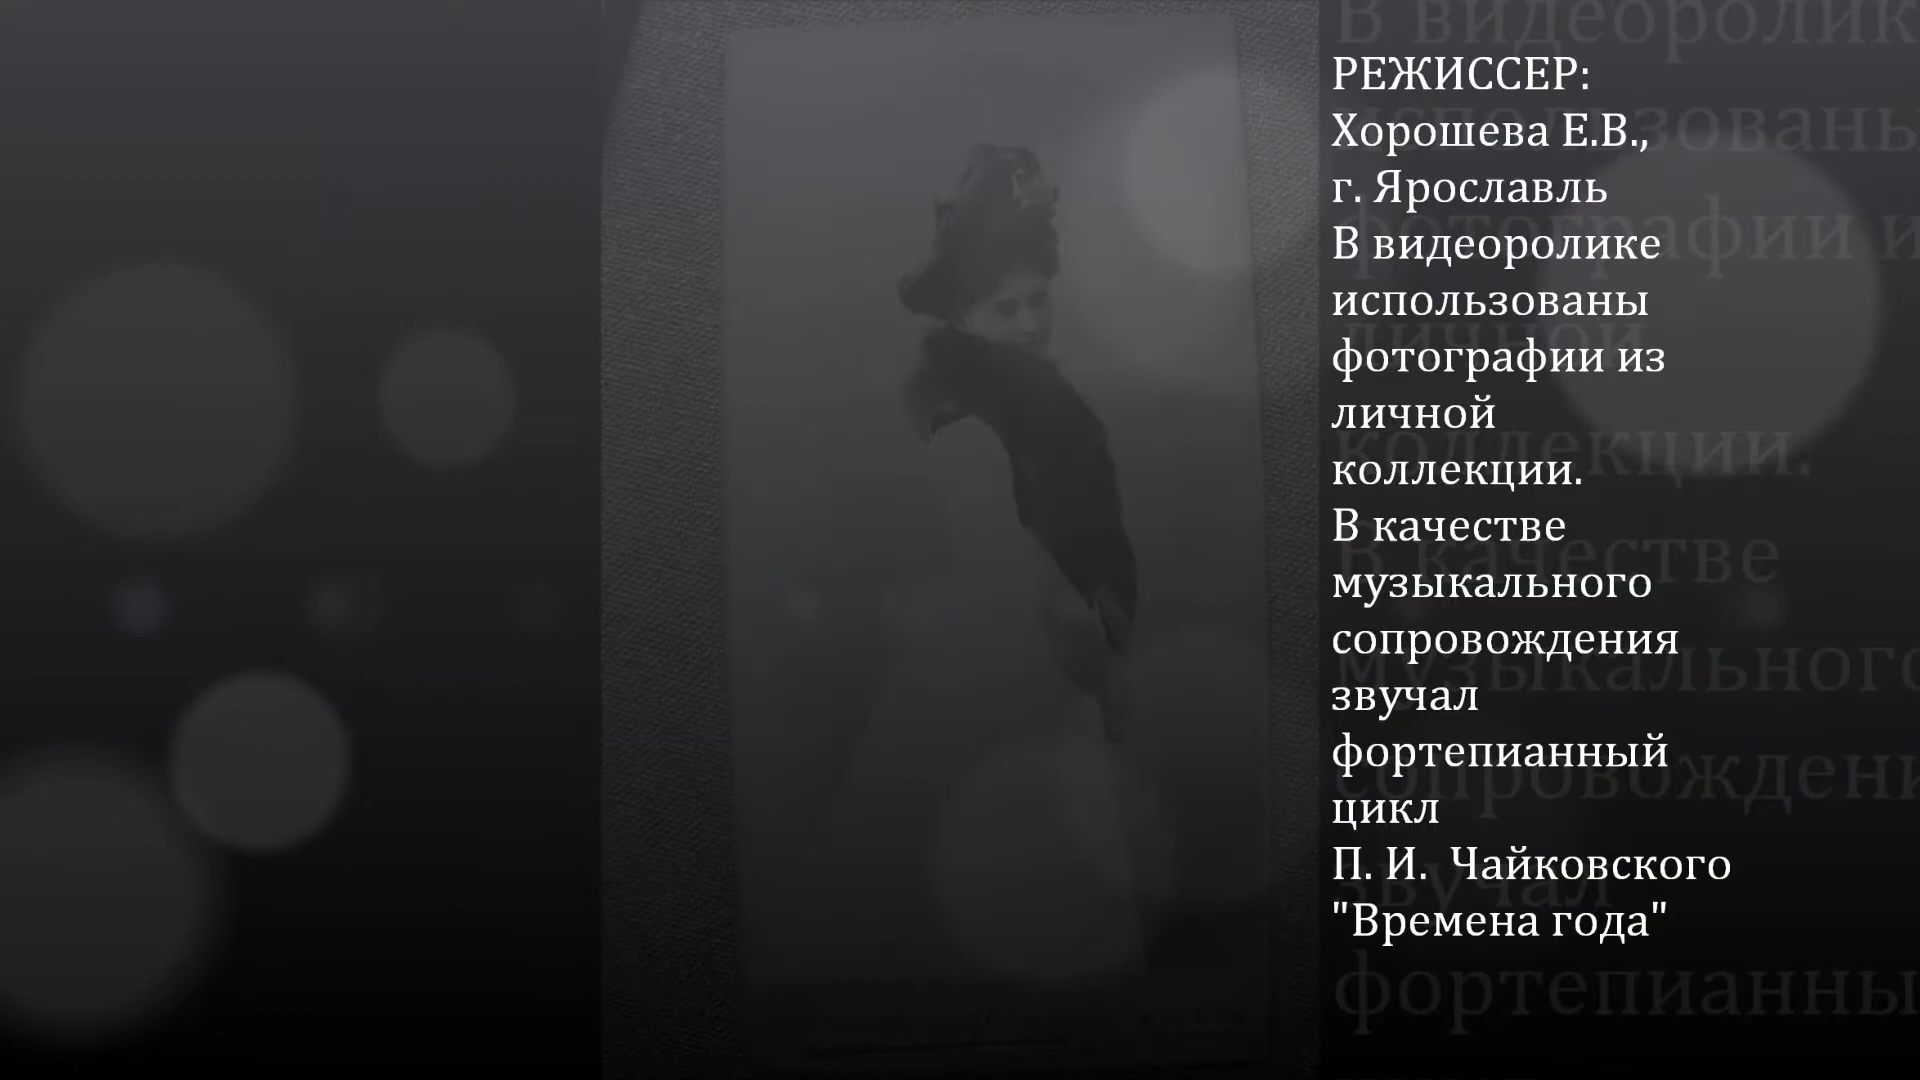 РЕЖИССЕР:
Хорошева Е.В.,
г. Ярославль
В видеоролике
использованы
фотографии из
личной
коллекции.
В качестве
музыкального
сопровождения
звучал
фортепианный
цикл
П. И.  Чайковского
"Времена года"